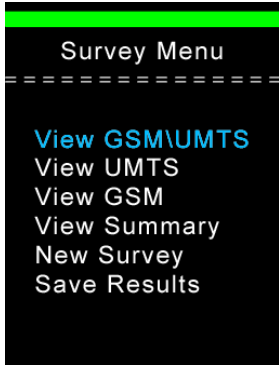 Survey Menu
==================
View GSM\UMTS
View UMTS
View GSM
View Summary
New Survey
Save Results